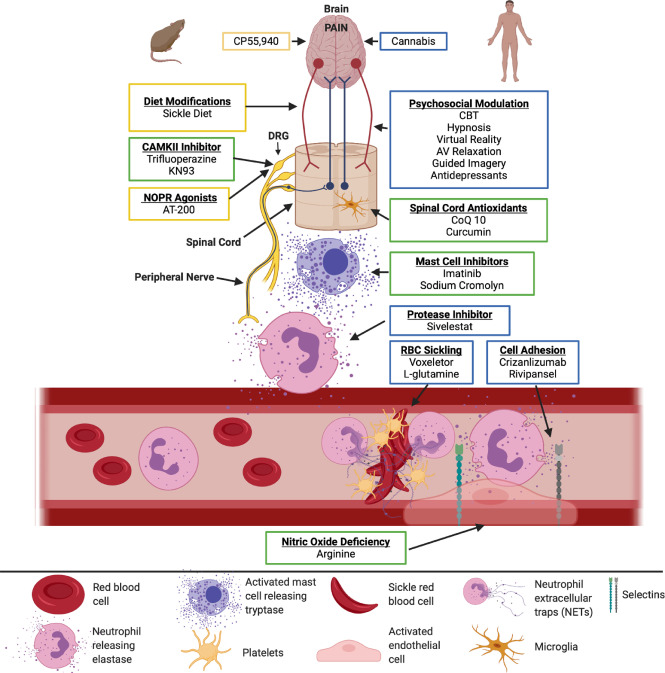 Brain
PAIN
CP55,940
Cannabis
Diet Modifications
Sickle Diet
Psychosocial Modulation
CBT
Hypnosis
Virtual Reality
AV Relaxation
Guided Imagery
Antidepressants
DRG
CAMKII Inhibitor
Trifluoperazine
KN93
NOPR Agonists
AT-200
Spinal Cord Antioxidants
CoQ 10
Curcumin
Spinal Cord
Mast Cell Inhibitors
Imatinib
Sodium Cromolyn
Peripheral Nerve
Protease Inhibitor
Sivelestat
RBC Sickling
Voxeletor
L-glutamine
Cell Adhesion
Crizanlizumab
Rivipansel
Nitric Oxide Deficiency
Arginine
Red blood
cell
Activated mast
cell releasing
tryptase
Sickle red
blood cell
Neutrophil
extracellular
traps (NETs)
Selectins
Neutrophil
releasing
elastase
Platelets
Activated
endothelial
cell
Microglia